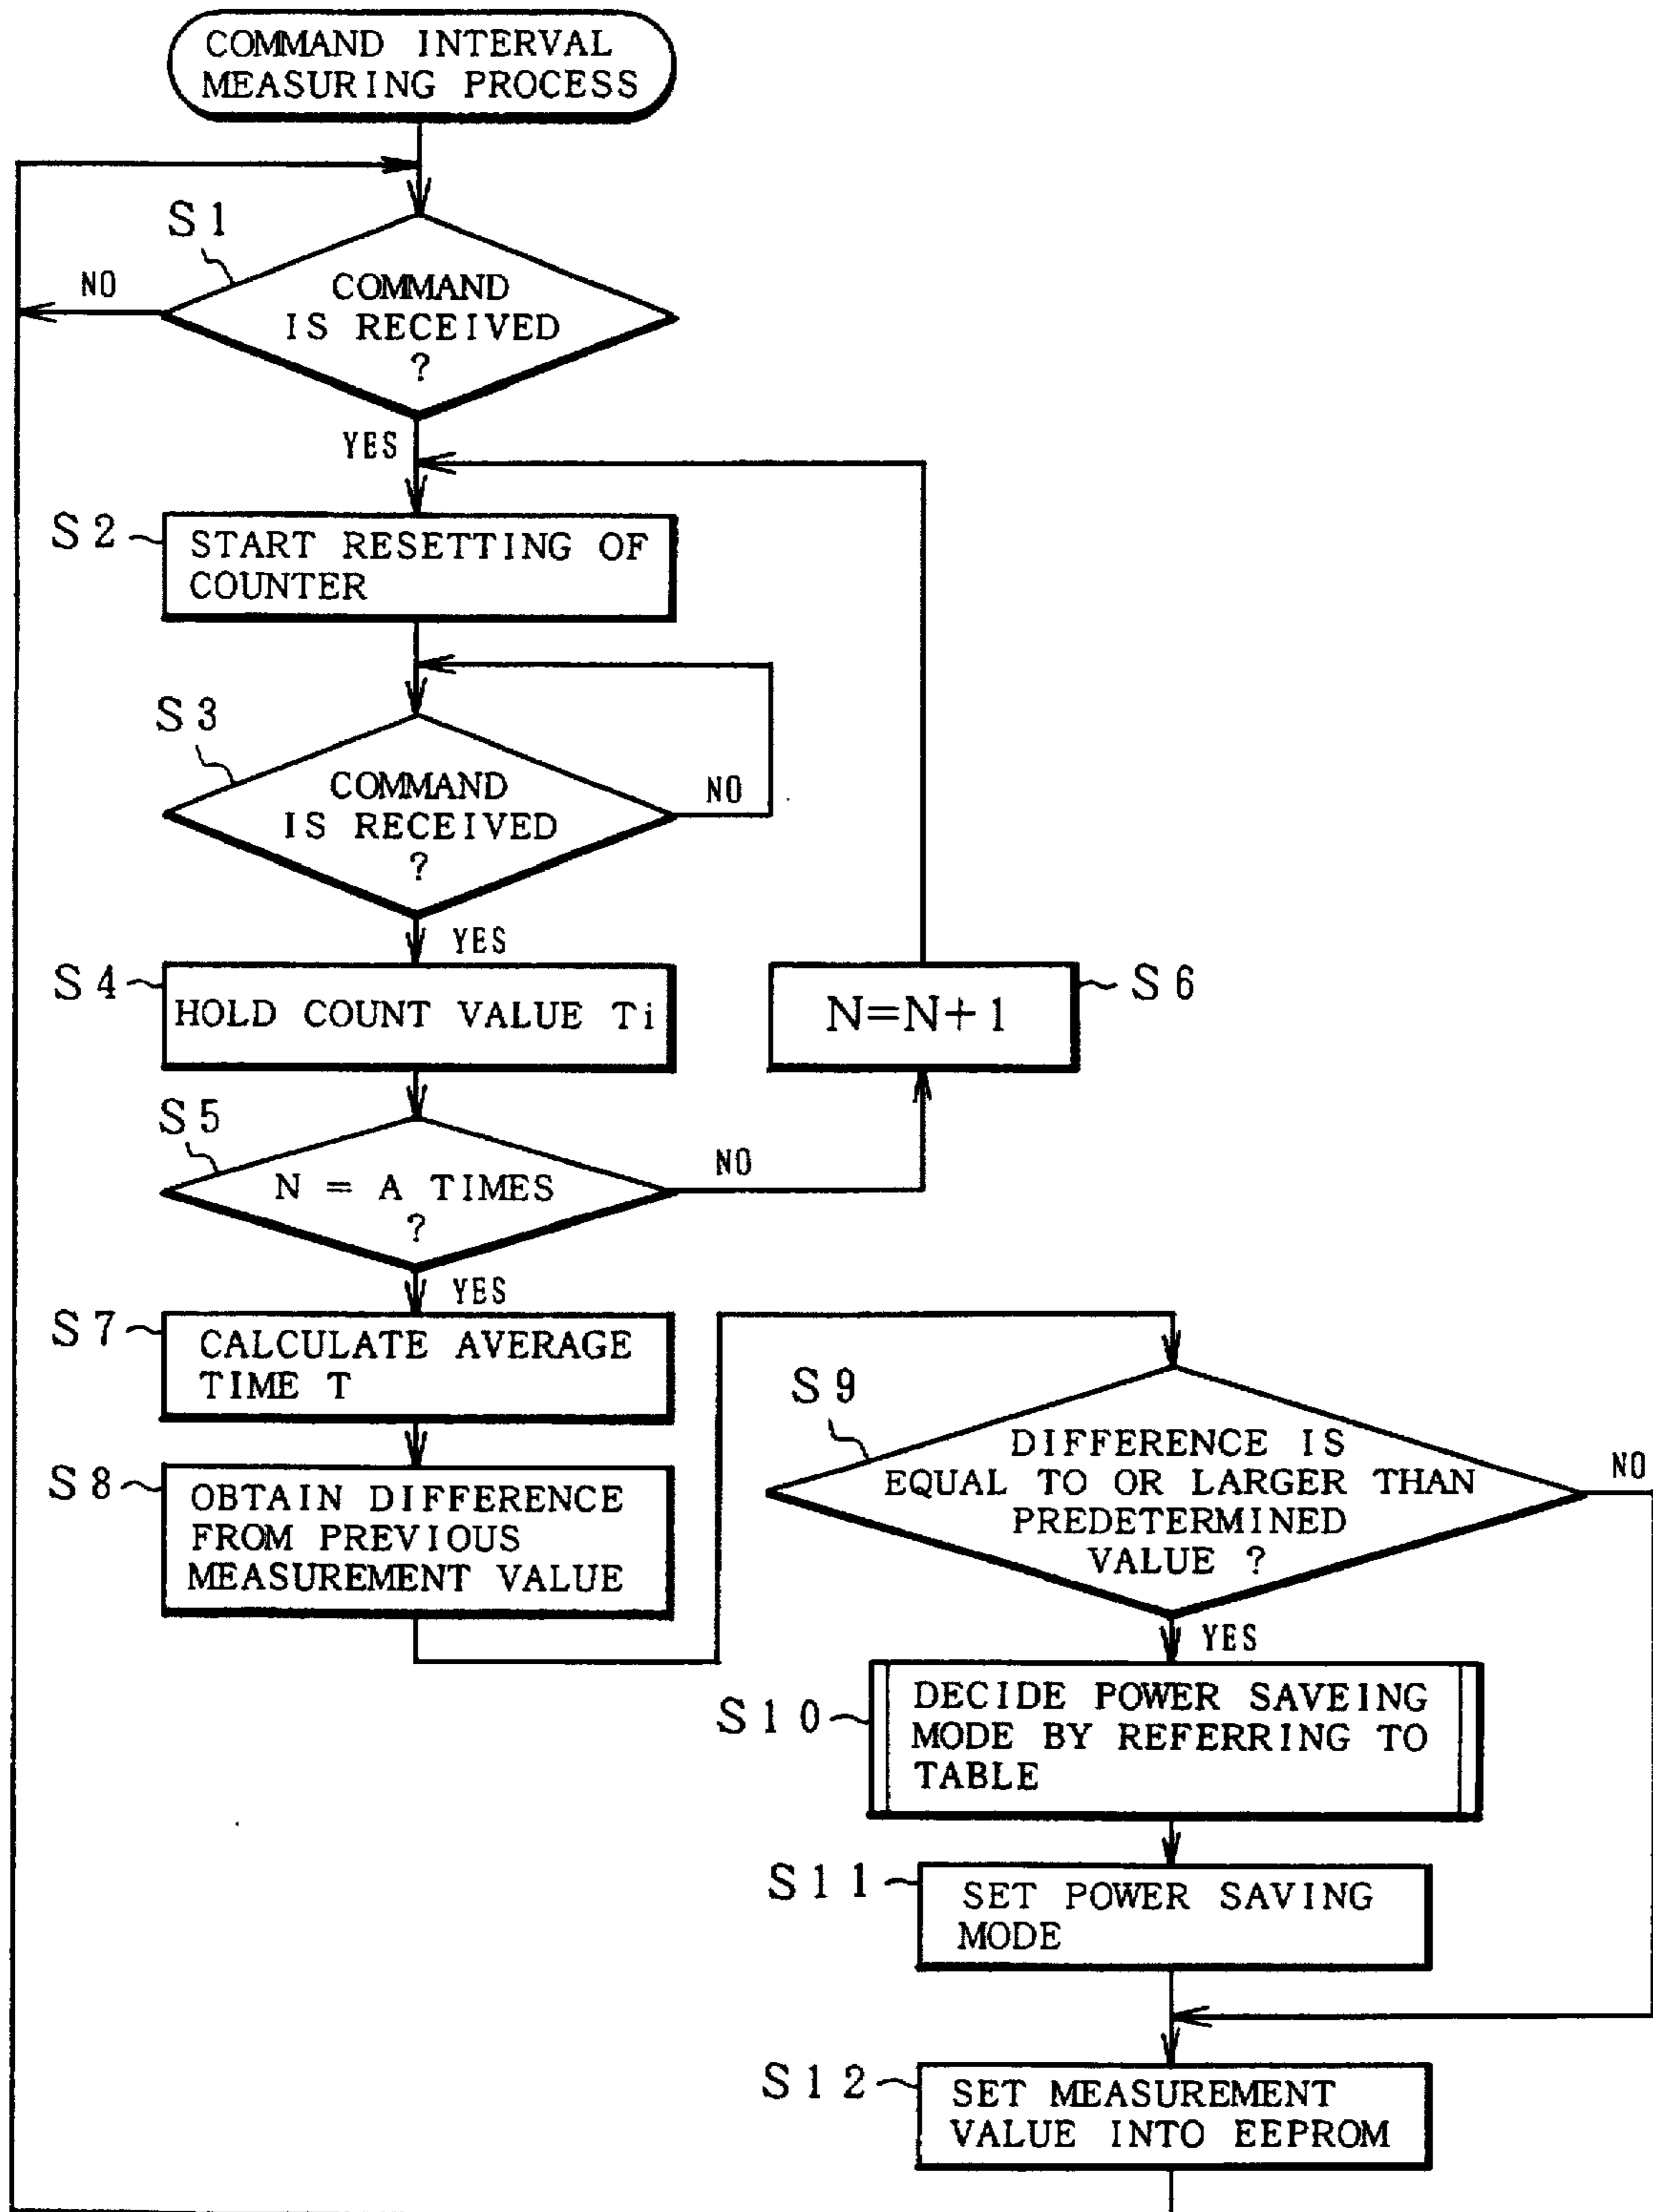 COMMAND INTERVAL
MEASURING PROCESS
S1
NO
COMMAND
IS RECEIVED
?
YES
S2
START RESETTING OF
COUNTER
S3
COMMAND
IS RECEIVED
?
NO
YES
S4
HOLD COUNT VALUE Ti
S6
N=N+1
S5
N = A TIMES
?
NO
YES
S7
CALCULATE AVERAGE
TIME T
S8
OBTAIN DIFFERENCE
FROM PREVIOUS
MEASUREMENT VALUE
S9
DIFFERENCE IS
EQUAL TO OR LARGER THAN
PREDETERMINED
VALUE ?
NO
YES
S10
DECIDE POWER SAVEING
MODE BY REFERRING TO
TABLE
S11
SET POWER SAVING
MODE
S12
SET MEASUREMENT
VALUE INTO EEPROM